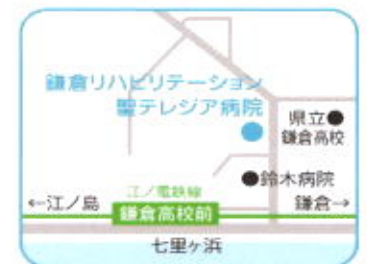 鎌倉リハビリテーション
聖テレジア病院
県立●
鎌倉高校
●鈴木病院
江ノ電鉄線
←江ノ島
鎌倉→
鎌倉高校前
七里ヶ浜